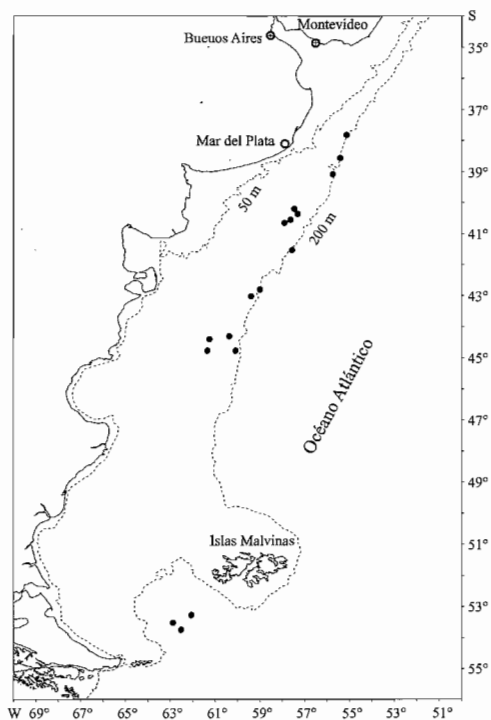 S
35°
Montevideo
Bueuos Aires
37°
Mar del Plata
39°
50 m
200 m
41°
43°
45°
Océano Atlántico
47°
49°
Islas Malvinas
51°
53°
55°
W 69° 67° 65° 63° 61° 59° 57° 55° 53° 51°